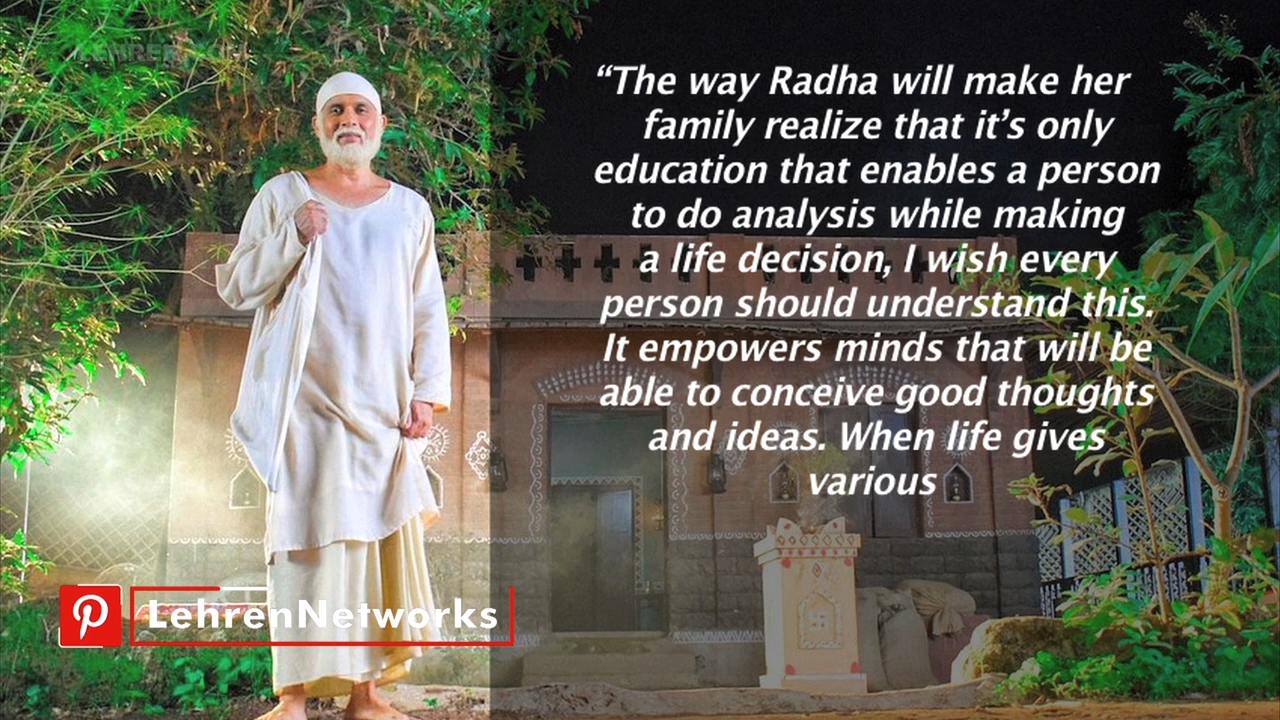 “The way Radha will make her
family realize that it’s only
education that enables a person
to do analysis while making
a life decision, I wish every
person should understand this.
It empowers minds that will be
able to conceive good thoughts
and ideas. When life gives
various
LehrenNetworks